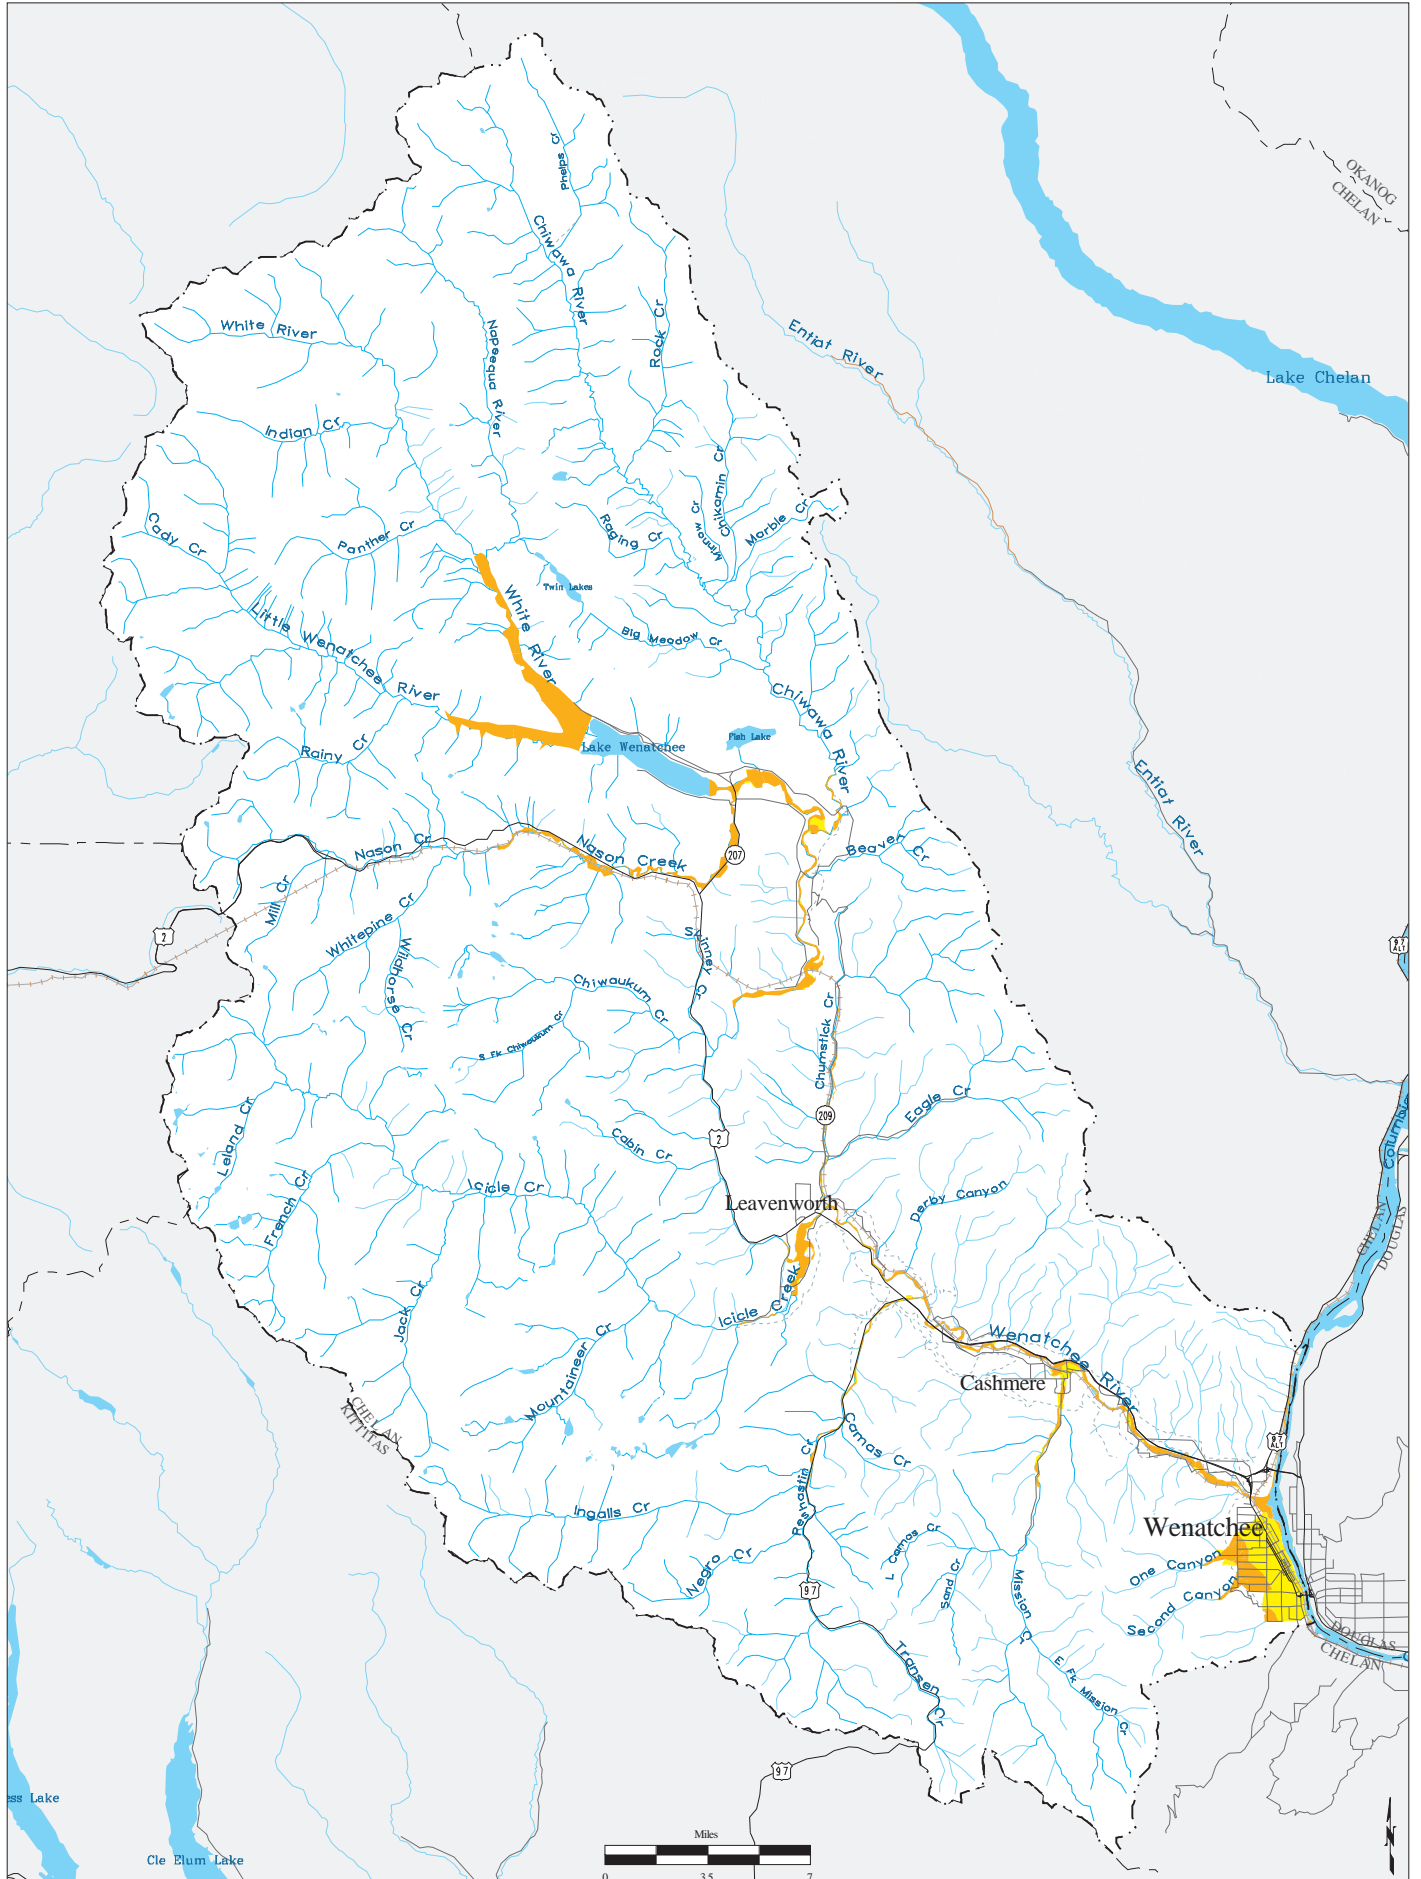 OKANOG
CHELAN
Phelps Cr
Chiwawa River
White River
Napeequa River
Rock Cr
Entiat River
Lake Chelan
Indian Cr
Cady Cr
Panther Cr
Raging Cr
Minnow Cr
Chikamin Cr
Marble Cr
Twin Lakes
White River
Little Wenatchee River
Big Meadow Cr
Chiwawa River
Rainy Cr
Lake Wenatchee
Fish Lake
Entiat River
Nason Cr
Nason Creek
207
Beaver Cr
Mill Cr
Whitepine Cr
Wildhorse Cr
2
Skinney Cr
97
ALT
Chiwaukum Cr
S Fk Chiwaukum Cr
Chumstick Cr
Eagle Cr
209
Leland Cr
Cabin Cr
2
Columbia
French Cr
Icicle Cr
Leavenworth
Derby Canyon
CHELAN
DOUGLAS
Jack Cr
Icicle Creek
Mountaineer Cr
Wenatchee River
Cashmere
CHELAN
KITTITAS
Camas Cr
97
ALT
Peshastin Cr
Ingalls Cr
Wenatchee
L Camas Cr
Sand Cr
Negro Cr
One Canyon
Second Canyon
97
Mission Cr
DOUGLAS
CHELAN
C
Transen Cr
E Fk Mission Cr
97
ess Lake
Cle Elum Lake
Miles
0 3.5 7
N